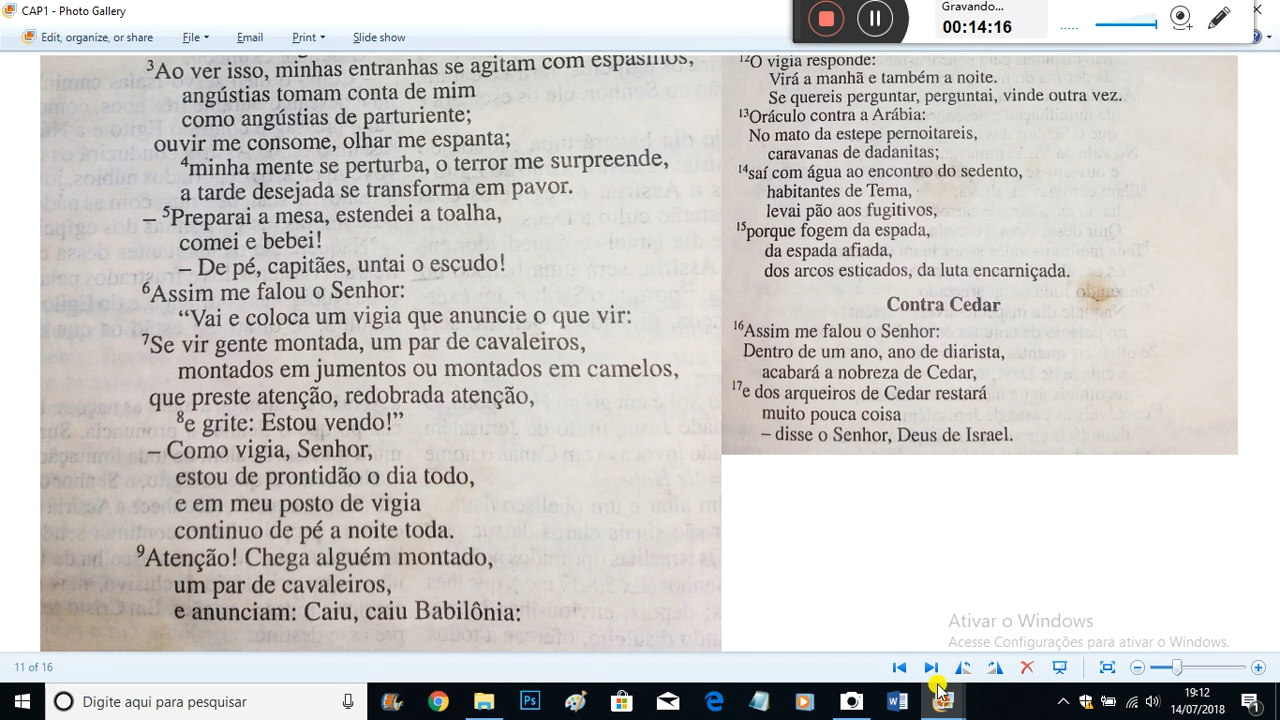 CAP1 - Photo Gallery
Gravando...
00:14:16
Edit, organize, or share
File
Email
Print
Slide show
³Ao ver isso, minhas entranhas se agitam com espasmos,
angústias tomam conta de mim
como angústias de parturiente;
ouvir me consome, olhar me espanta;
⁴minha mente se perturba, o terror me surpreende,
a tarde desejada se transforma em pavor.
– ⁵Preparai a mesa, estendei a toalha,
comei e bebei!
– De pé, capitães, untai o escudo!
⁶Assim me falou o Senhor:
“Vai e coloca um vigia que anuncie o que vir:
⁷Se vir gente montada, um par de cavaleiros,
montados em jumentos ou montados em camelos,
que preste atenção, redobrada atenção,
⁸e grite: Estou vendo!”
– Como vigia, Senhor,
estou de prontidão o dia todo,
e em meu posto de vigia
continuo de pé a noite toda.
⁹Atenção! Chega alguém montado,
um par de cavaleiros,
e anunciam: Caiu, caiu Babilônia:
¹²O vigia responde:
Virá a manhã e também a noite.
Se quereis perguntar, perguntai, vinde outra vez.
¹³Oráculo contra a Arábia:
No mato da estepe pernoitareis,
caravanas de dadanitas;
¹⁴saí com água ao encontro do sedento,
habitantes de Tema,
levai pão aos fugitivos,
¹⁵porque fogem da espada,
da espada afiada,
dos arcos esticados, da luta encarniçada.
Contra Cedar
¹⁶Assim me falou o Senhor:
Dentro de um ano, ano de diarista,
acabará a nobreza de Cedar,
¹⁷e dos arqueiros de Cedar restará
muito pouca coisa
– disse o Senhor, Deus de Israel.
Ativar o Windows
Acesse Configurações para ativar o Windows.
11 of 16
Digite aqui para pesquisar
19:12
14/07/2018